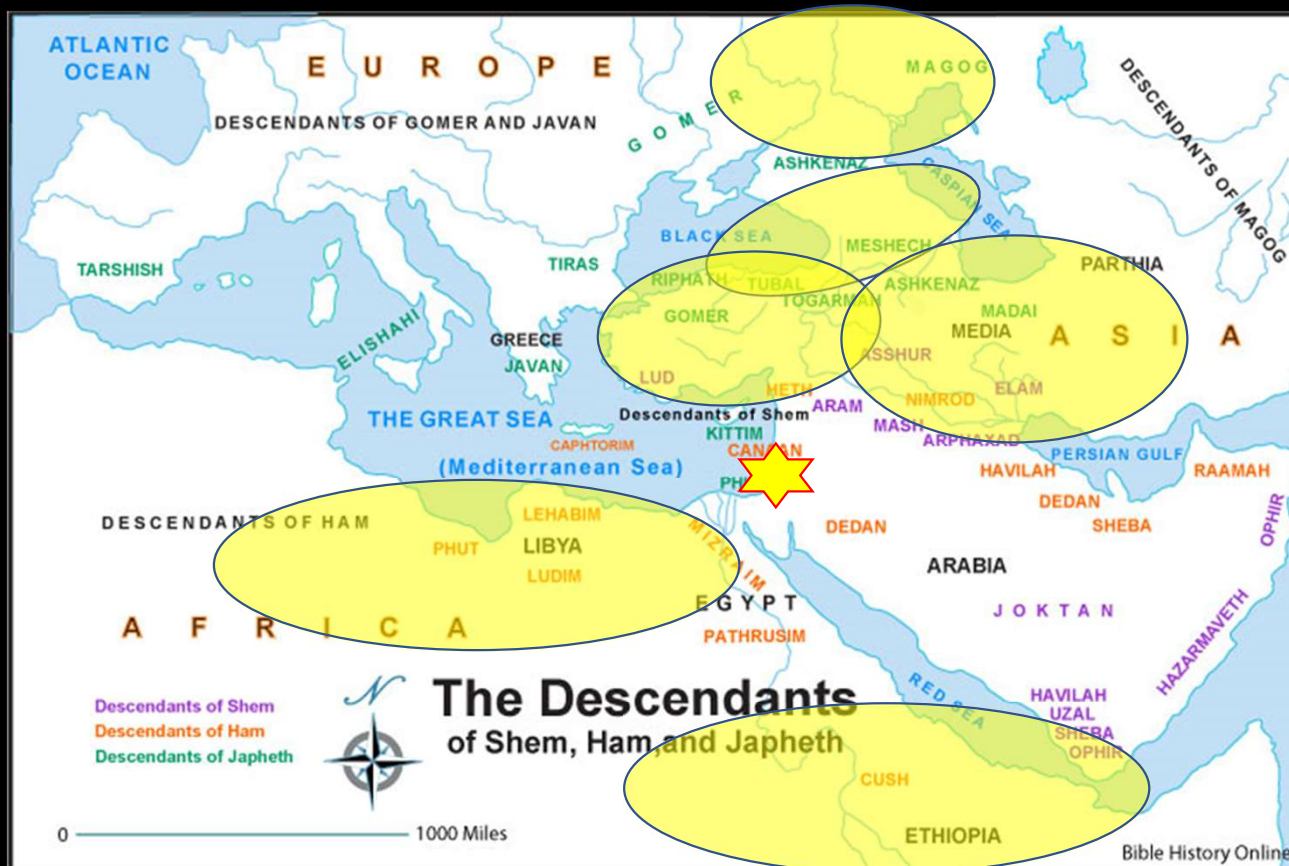 ATLANTIC
OCEAN
EUROPE
DESCENDANTS OF GOMER AND JAVAN
GOMER
MAGOG
DESCENDANTS OF MAGOG
ASHKENAZ
CASPIAN SEA
BLACK SEA
MESHECH
TARSHISH
TIRAS
RIPHATH
TUBAL
TOGARMAH
ASHKENAZ
PARTHIA
GOMER
MADAI
MEDIA
ASIA
ELISHAHI
GREECE
JAVAN
ASSHUR
LUD
HETH
ELAM
NIMROD
ARAM
THE GREAT SEA
Descendants of Shem
MASH
KITTIM
ARPHAXAD
CAPHTORIM
CANAAN
PERSIAN GULF
(Mediterranean Sea)
HAVILAH
RAAMAH
DEDAN
DESCENDANTS OF HAM
LEHABIM
MIZRAIM
DEDAN
SHEBA
OPHIR
PHUT
LIBYA
LUDIM
ARABIA
EGYPT
JOKTAN
AFRICA
PATHRUSIM
HAZARMAVETH
N
The Descendants
of Shem, Ham,and Japheth
RED SEA
HAVILAH
UZAL
SHEBA
OPHIR
Descendants of Shem
Descendants of Ham
Descendants of Japheth
CUSH
ETHIOPIA
0
1000 Miles
Bible History Online